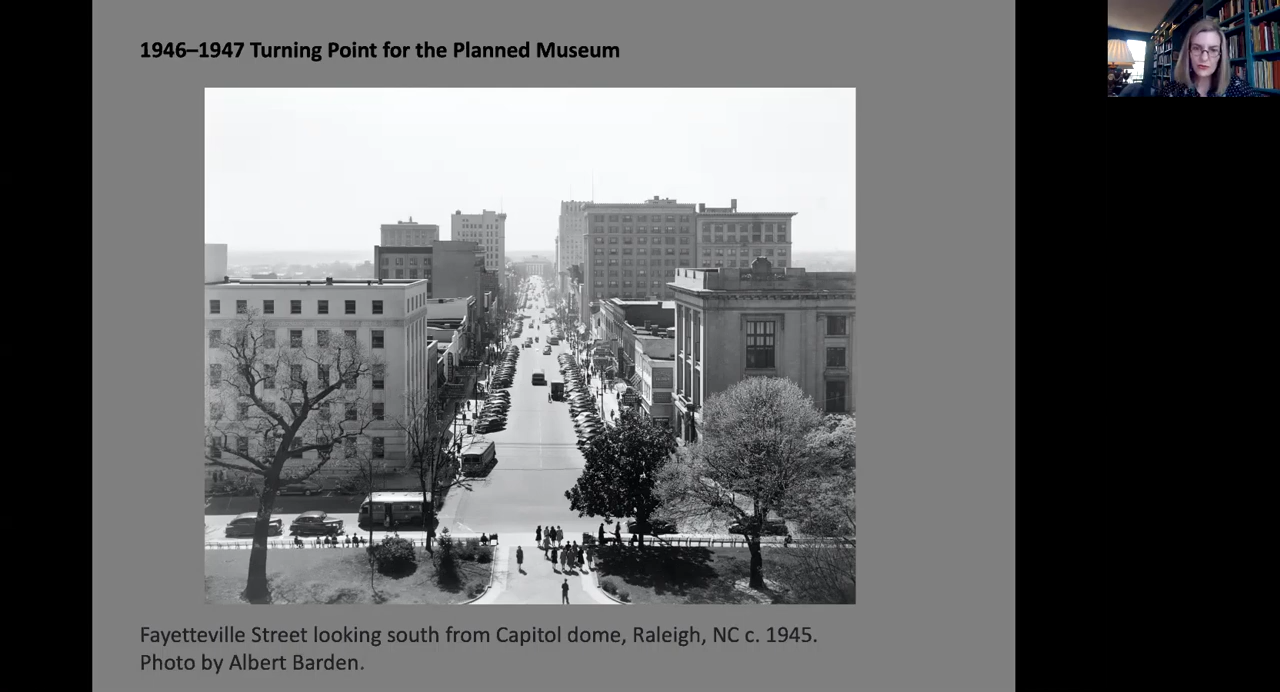 1946–1947 Turning Point for the Planned Museum
Fayetteville Street looking south from Capitol dome, Raleigh, NC c. 1945.
Photo by Albert Barden.